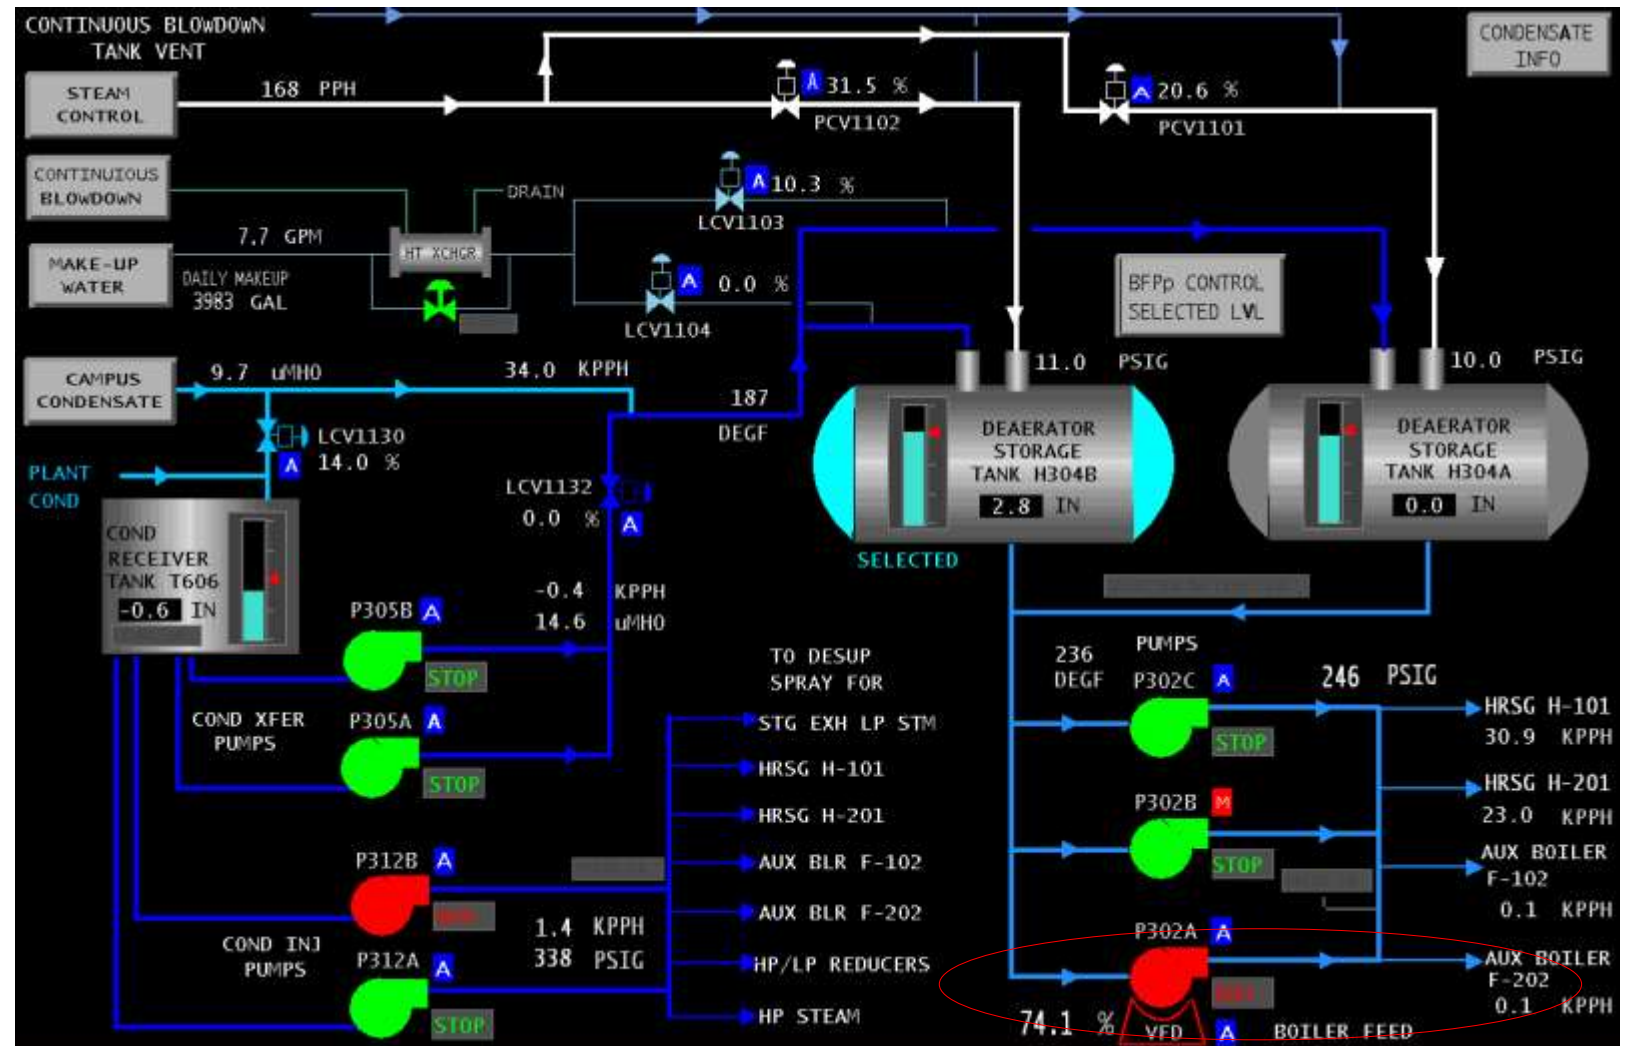 CONTINUOUS BLOWDOWN
TANK VENT
CONDENSATE
INFO
STEAM
CONTROL
168 PPH
A 31.5 %
PCV1102
A 20.6 %
PCV1101
CONTINUIOUS
BLOWDOWN
DRAIN
A 10.3 %
LCV1103
MAKE-UP
WATER
7.7 GPM
HT XCHGR
DAILY MAKEUP
3983 GAL
A 0.0 %
LCV1104
BFPp CONTROL
SELECTED LVL
CAMPUS
CONDENSATE
9.7 uMHO
34.0 KPPH
187
DEGF
11.0 PSIG
10.0 PSIG
LCV1130
A 14.0 %
PLANT
COND
LCV1132
0.0 %
A
DEAERATOR
STORAGE
TANK H304B
2.8 IN
SELECTED
DEAERATOR
STORAGE
TANK H304A
0.0 IN
COND
RECEIVER
TANK T606
-0.6 IN
-0.4 KPPH
14.6 uMHO
P305B A
STOP
P305A A
STOP
COND XFER
PUMPS
P312B A
P312A A
STOP
COND INJ
PUMPS
1.4 KPPH
338 PSIG
TO DESUP
SPRAY FOR
STG EXH LP STM
HRSG H-101
HRSG H-201
AUX BLR F-102
AUX BLR F-202
HP/LP REDUCERS
HP STEAM
236
DEGF
PUMPS
P302C A
STOP
246 PSIG
P302B M
STOP
P302A A
74.1 %
VFD A
BOILER FEED
HRSG H-101
30.9 KPPH
HRSG H-201
23.0 KPPH
AUX BOILER
F-102
0.1 KPPH
AUX BOILER
F-202
0.1 KPPH